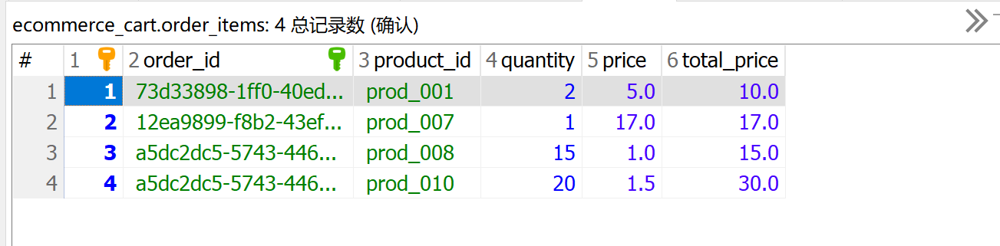 ecommerce_cart.order_items: 4 总记录数 (确认)
# 1 2 order_id 3 product_id 4 quantity 5 price 6 total_price
1 1 73d33898-1ff0-40ed... prod_001 2 5.0 10.0
2 2 12ea9899-f8b2-43ef... prod_007 1 17.0 17.0
3 3 a5dc2dc5-5743-446... prod_008 15 1.0 15.0
4 4 a5dc2dc5-5743-446... prod_010 20 1.5 30.0